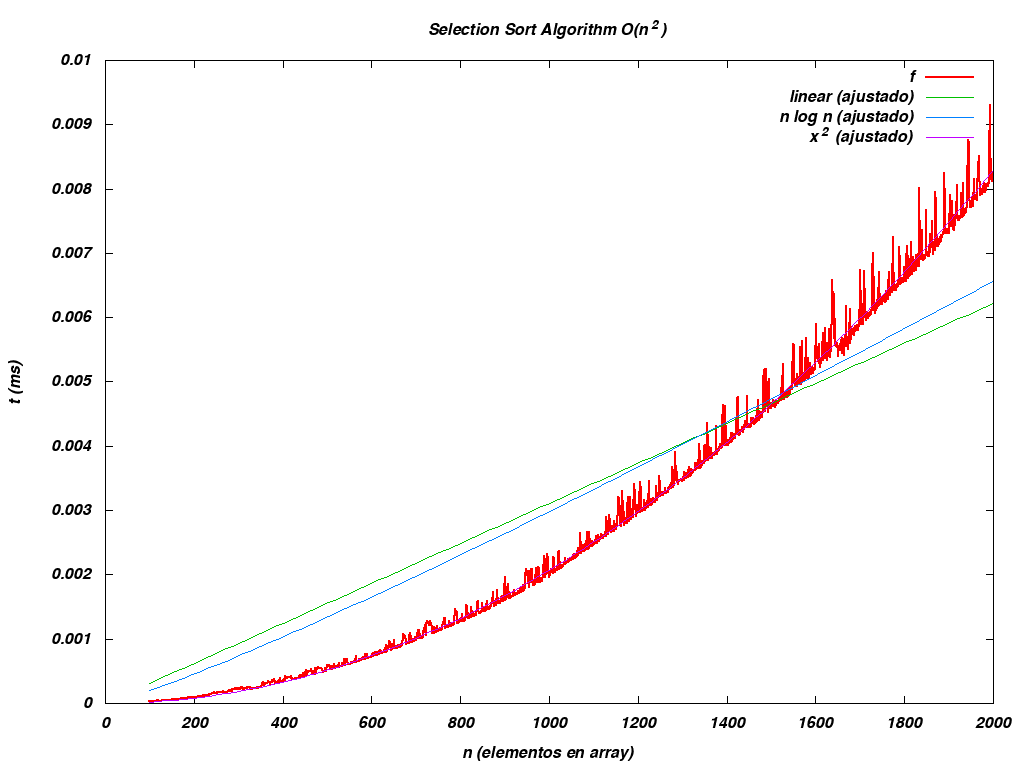 Selection Sort Algorithm O(n²)
f
linear (ajustado)
n log n (ajustado)
x² (ajustado)
0.01
0.009
0.008
0.007
0.006
0.005
0.004
0.003
0.002
0.001
0
t (ms)
0 200 400 600 800 1000 1200 1400 1600 1800 2000
n (elementos en array)